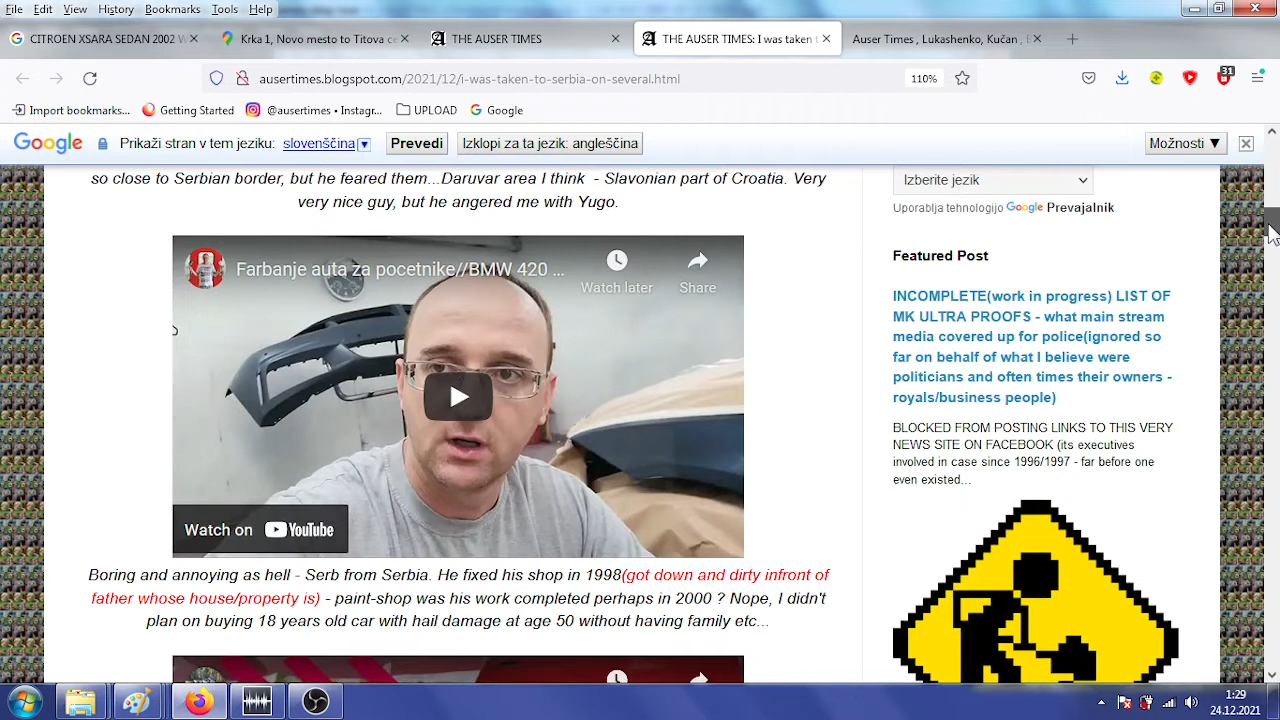 File Edit View History Bookmarks Tools Help
CITROEN XSARA SEDAN 2002 W
Krka 1, Novo mesto to Titova ce
THE AUSER TIMES
THE AUSER TIMES: I was taken t
Auser Times , Lukashenko, Kučan ,
ausertimes.blogspot.com/2021/12/i-was-taken-to-serbia-on-several.html
110%
31
Import bookmarks...
Getting Started
@ausertimes • Instagr...
UPLOAD
Google
Google
Prikaži stran v tem jeziku: slovenščina
Prevedi
Izklopi za ta jezik: angleščina
Možnosti ▼
so close to Serbian border, but he feared them...Daruvar area I think - Slavonian part of Croatia. Very
very nice guy, but he angered me with Yugo.
Farbanje auta za pocetnike//BMW 420 ...
Watch later
Share
Watch on YouTube
Boring and annoying as hell - Serb from Serbia. He fixed his shop in 1998(got down and dirty infront of
father whose house/property is) - paint-shop was his work completed perhaps in 2000 ? Nope, I didn't
plan on buying 18 years old car with hail damage at age 50 without having family etc...
Izberite jezik
Uporablja tehnologijo Google Prevajalnik
Featured Post
INCOMPLETE(work in progress) LIST OF
MK ULTRA PROOFS - what main stream
media covered up for police(ignored so
far on behalf of what I believe were
politicians and often times their owners -
royals/business people)
BLOCKED FROM POSTING LINKS TO THIS VERY
NEWS SITE ON FACEBOOK (its executives
involved in case since 1996/1997 - far before one
even existed...
1:29
24.12.2021